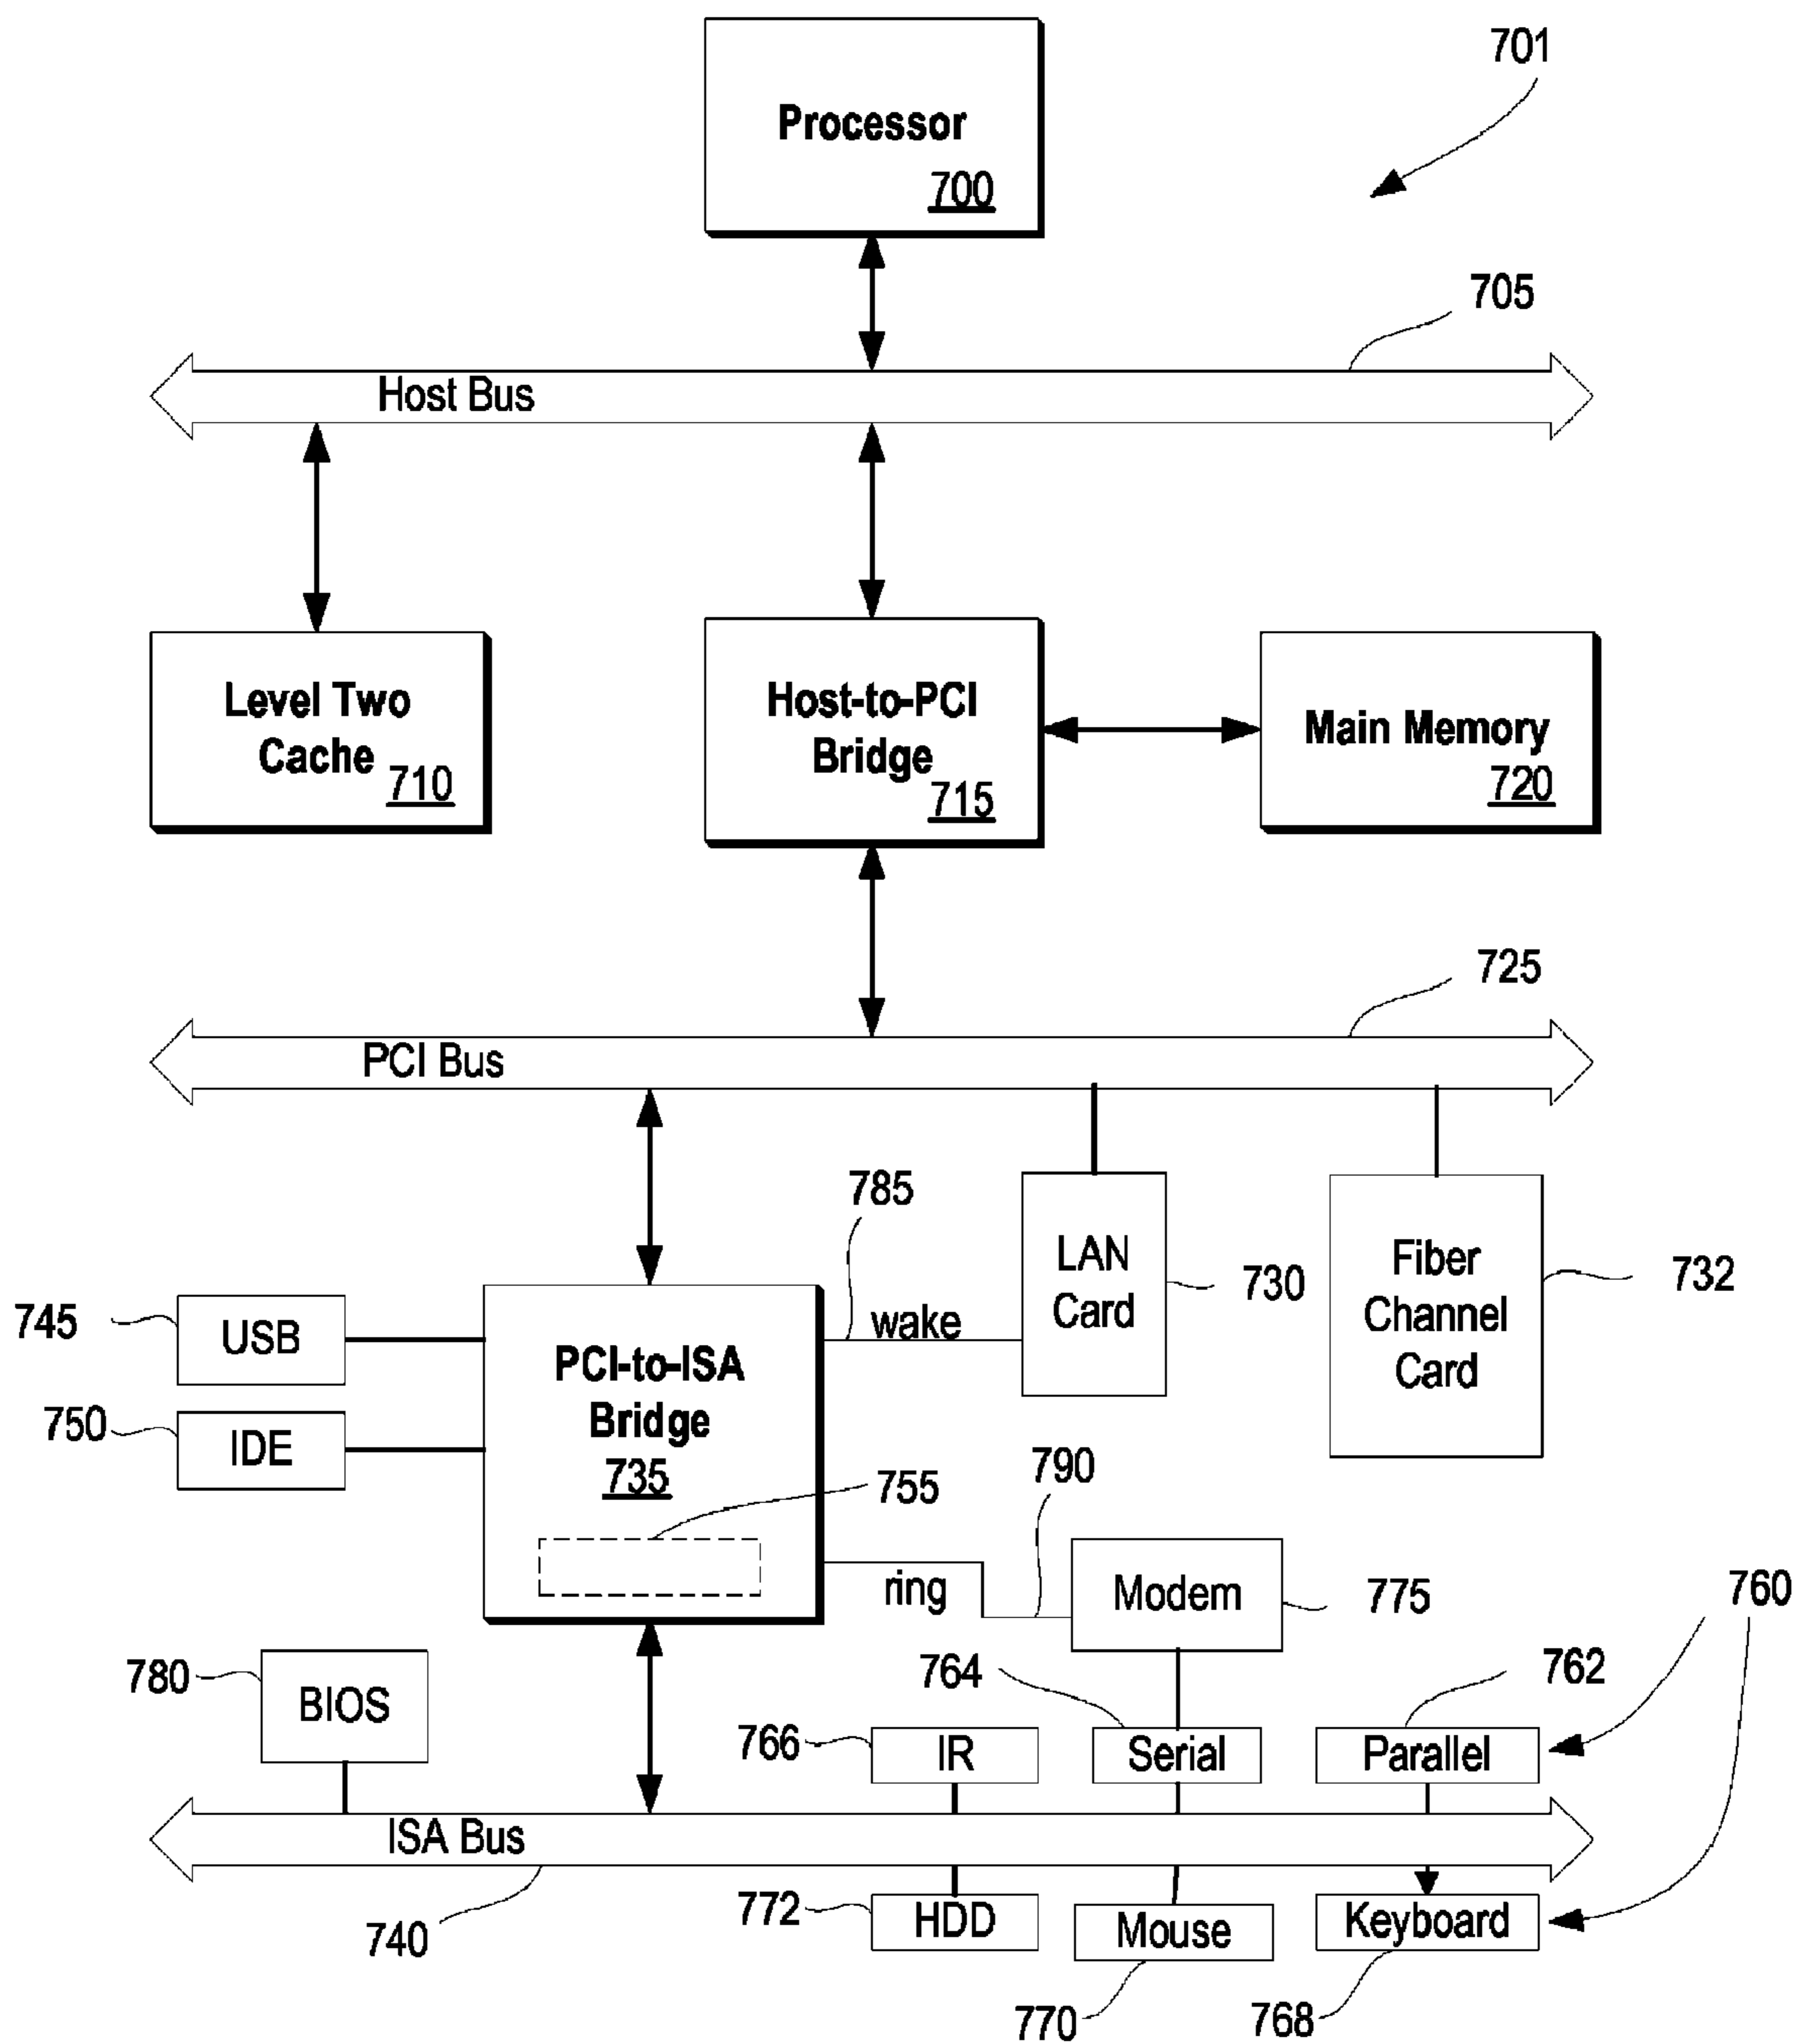 701
Processor
700
705
Host Bus
Level Two
Cache
710
Host-to-PCI
Bridge
715
Main Memory
720
725
PCI Bus
785
LAN
Card
730
Fiber
Channel
Card
732
745
USB
wake
PCI-to-ISA
Bridge
735
750
IDE
755
790
ring
Modem
775
760
780
BIOS
764
762
766
IR
Serial
Parallel
ISA Bus
740
772
HDD
Mouse
Keyboard
770
768